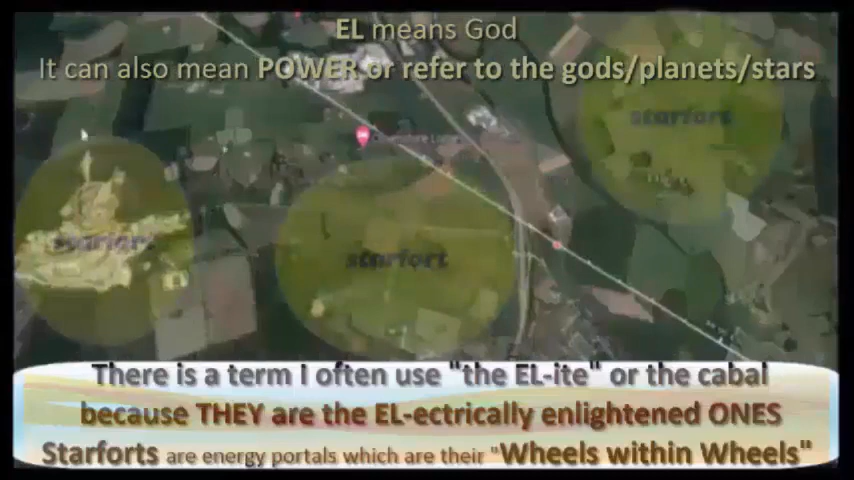 EL means God
It can also mean POWER or refer to the gods/planets/stars
starfort
starfort
starfort
There is a term I often use "the EL-ite" or the cabal
because THEY are the EL-ectrically enlightened ONES
Starforts are energy portals which are their "Wheels within Wheels"